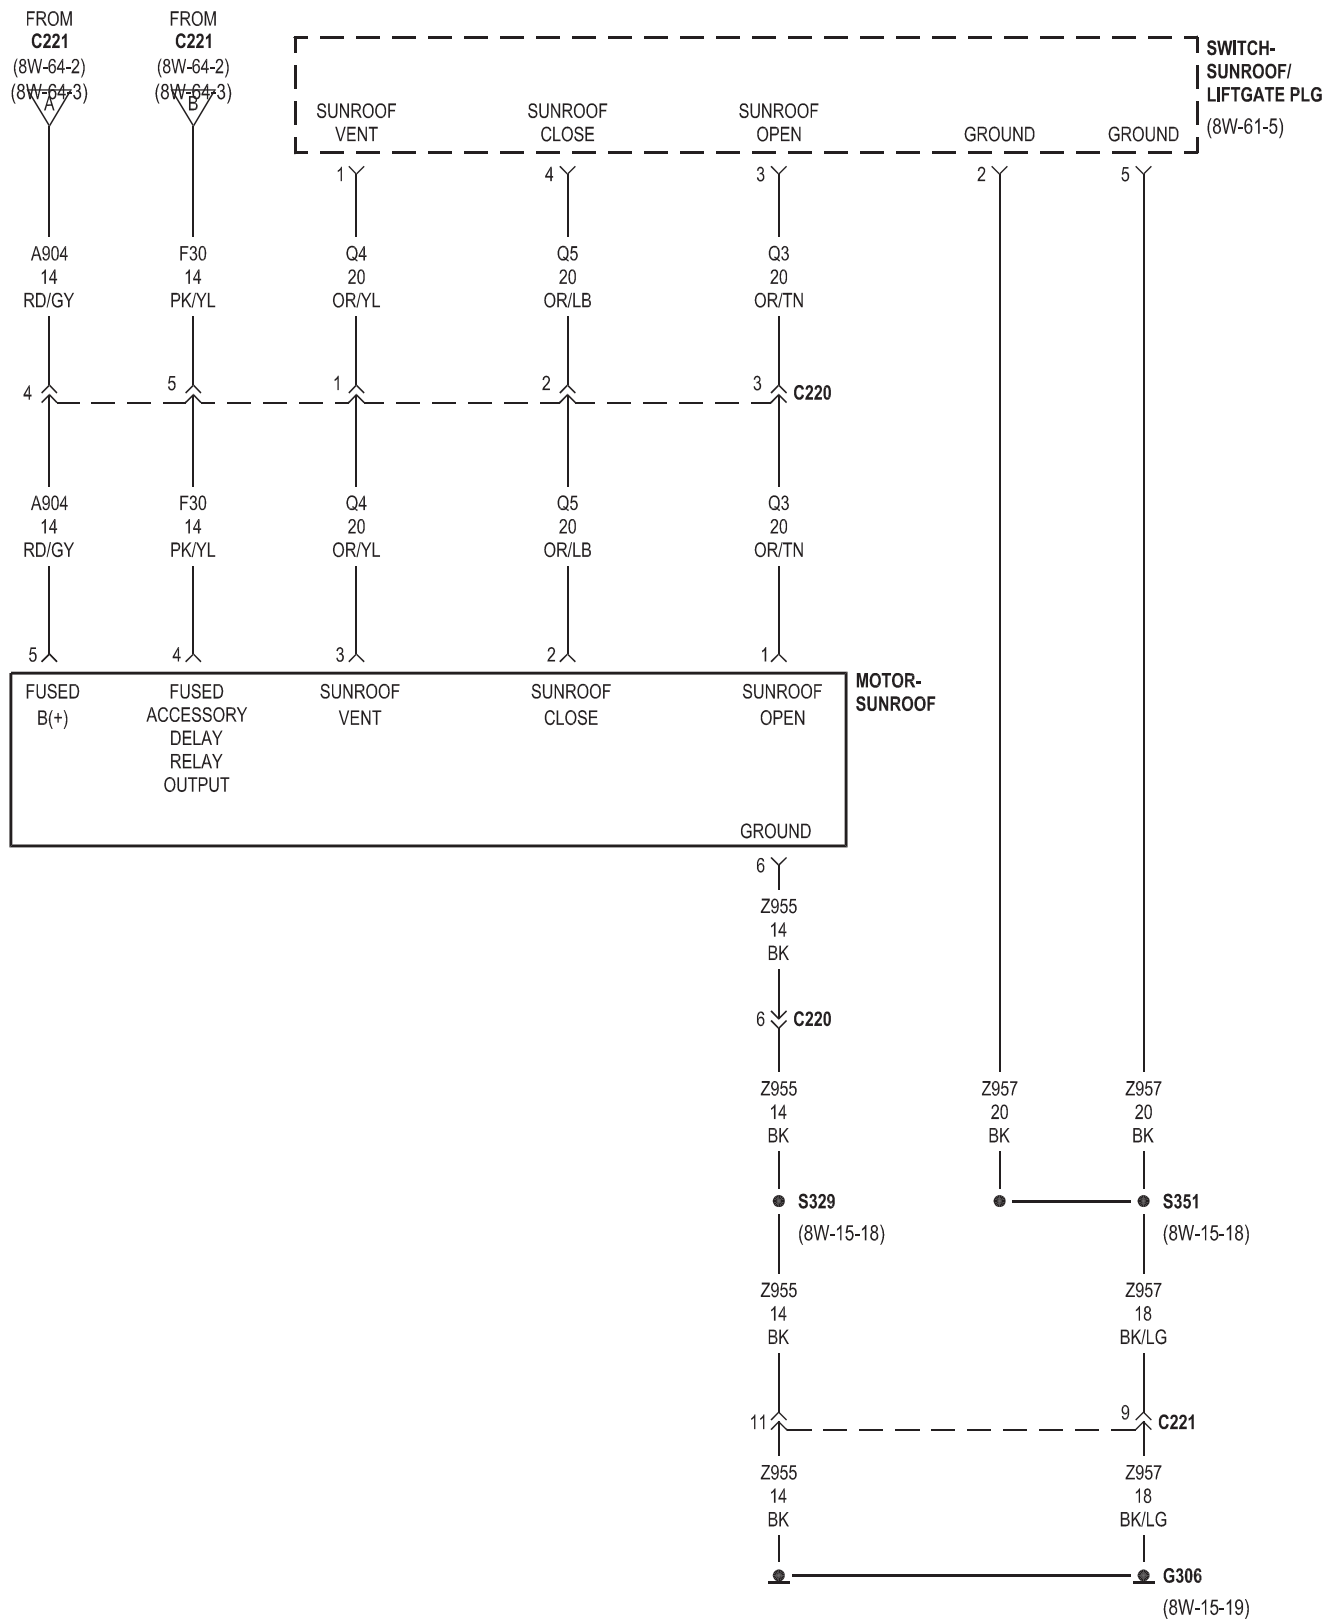 FROM
C221
(8W-64-2)
(8W-64-3)
A
FROM
C221
(8W-64-2)
(8W-64-3)
B
SWITCH-
SUNROOF/
LIFTGATE PLG
(8W-61-5)
SUNROOF
VENT
SUNROOF
CLOSE
SUNROOF
OPEN
GROUND
GROUND
1
4
3
2
5
A904
14
RD/GY
F30
14
PK/YL
Q4
20
OR/YL
Q5
20
OR/LB
Q3
20
OR/TN
4
5
1
2
3
C220
A904
14
RD/GY
F30
14
PK/YL
Q4
20
OR/YL
Q5
20
OR/LB
Q3
20
OR/TN
5
4
3
2
1
MOTOR-
SUNROOF
FUSED
B(+)
FUSED
ACCESSORY
DELAY
RELAY
OUTPUT
SUNROOF
VENT
SUNROOF
CLOSE
SUNROOF
OPEN
GROUND
6
Z955
14
BK
6
C220
Z955
14
BK
Z957
20
BK
Z957
20
BK
S329
(8W-15-18)
S351
(8W-15-18)
Z955
14
BK
Z957
18
BK/LG
11
9
C221
Z955
14
BK
Z957
18
BK/LG
G306
(8W-15-19)